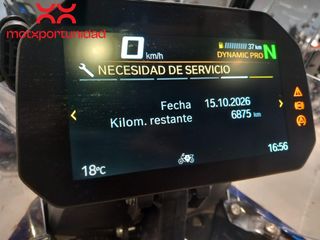 motxportunidad
0 km/h
37 km
DYNAMIC PRO N
NECESIDAD DE SERVICIO
Fecha 15.10.2026
Kilom. restante 6875 km
18°C
16:56